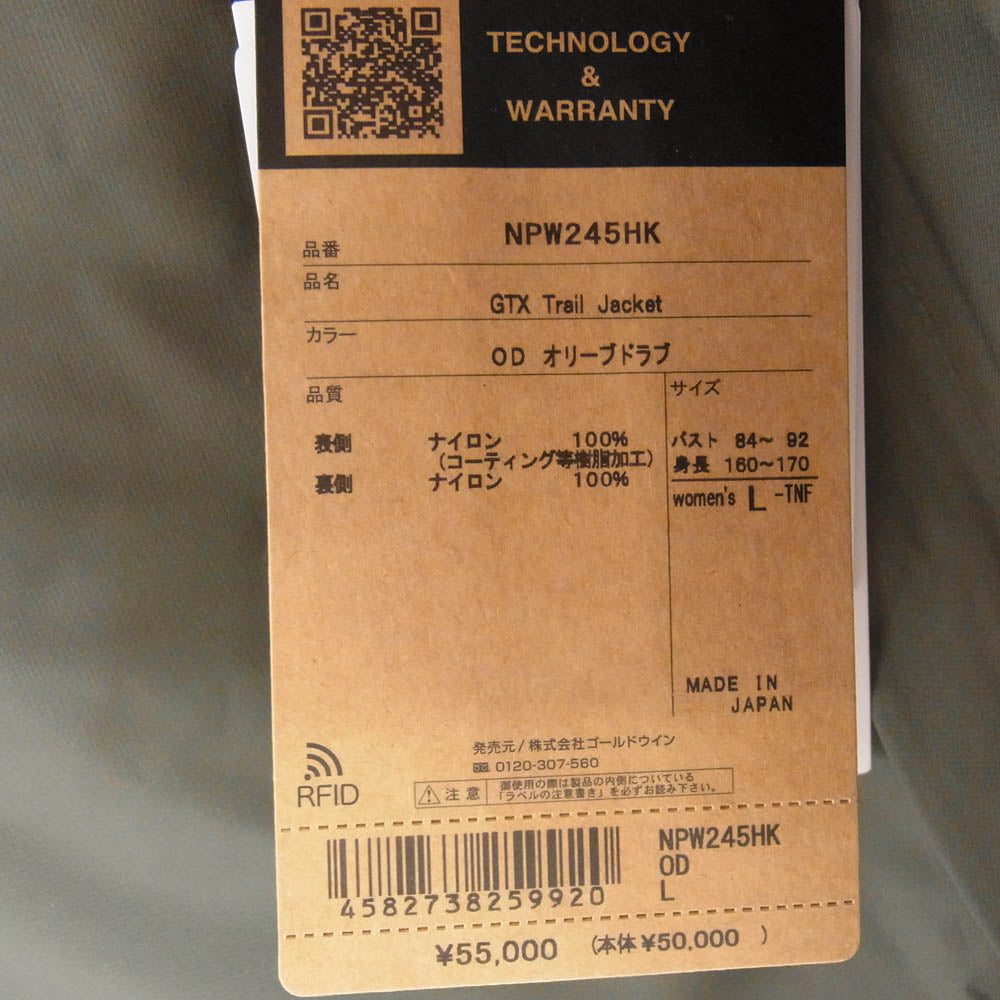 TECHNOLOGY
&
WARRANTY
品番 NPW245HK
品名 GTX Trail Jacket
カラー OD オリーブドラブ
品質
表側 ナイロン 100%
(コーティング等樹脂加工)
裏側 ナイロン 100%
サイズ
バスト 84～ 92
身長 160～170
women's L -TNF
MADE IN
JAPAN
発売元/株式会社ゴールドウイン
0120-307-560
RFID
注意 御使用の際は製品の内側についている
「ラベルの注意書き」を必ずお読み下さい。
4582738259920
NPW245HK
OD
L
¥55,000 (本体¥50,000 )